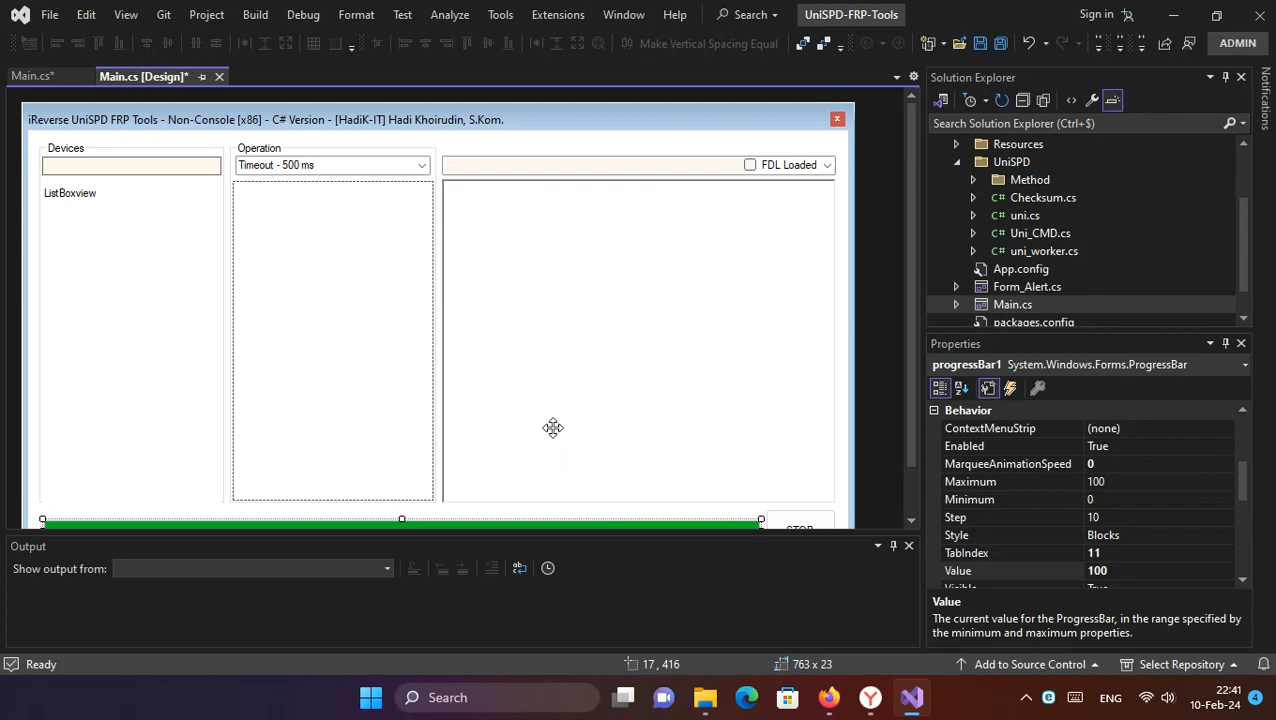 File Edit View Git Project Build Debug Format Test Analyze Tools Extensions Window Help Search UniSPD-FRP-Tools Sign in
Make Vertical Spacing Equal ADMIN
Main.cs* Main.cs [Design]*
iReverse UniSPD FRP Tools - Non-Console [x86] - C# Version - [HadiK-IT] Hadi Khoirudin, S.Kom.
Devices Operation
Timeout - 500 ms FDL Loaded
ListBoxview
STOP
Solution Explorer
Search Solution Explorer (Ctrl+$)
Resources
UniSPD
Method
Checksum.cs
uni.cs
Uni_CMD.cs
uni_worker.cs
App.config
Form_Alert.cs
Main.cs
packages.config
Notifications
Properties
progressBar1 System.Windows.Forms.ProgressBar
Behavior
ContextMenuStrip (none)
Enabled True
MarqueeAnimationSpeed 0
Maximum 100
Minimum 0
Step 10
Style Blocks
TabIndex 11
Value 100
Visible True
Value
The current value for the ProgressBar, in the range specified by
the minimum and maximum properties.
Output
Show output from:
Ready 17 , 416 763 x 23 Add to Source Control Select Repository
Search ENG 22:41
10-Feb-24 4